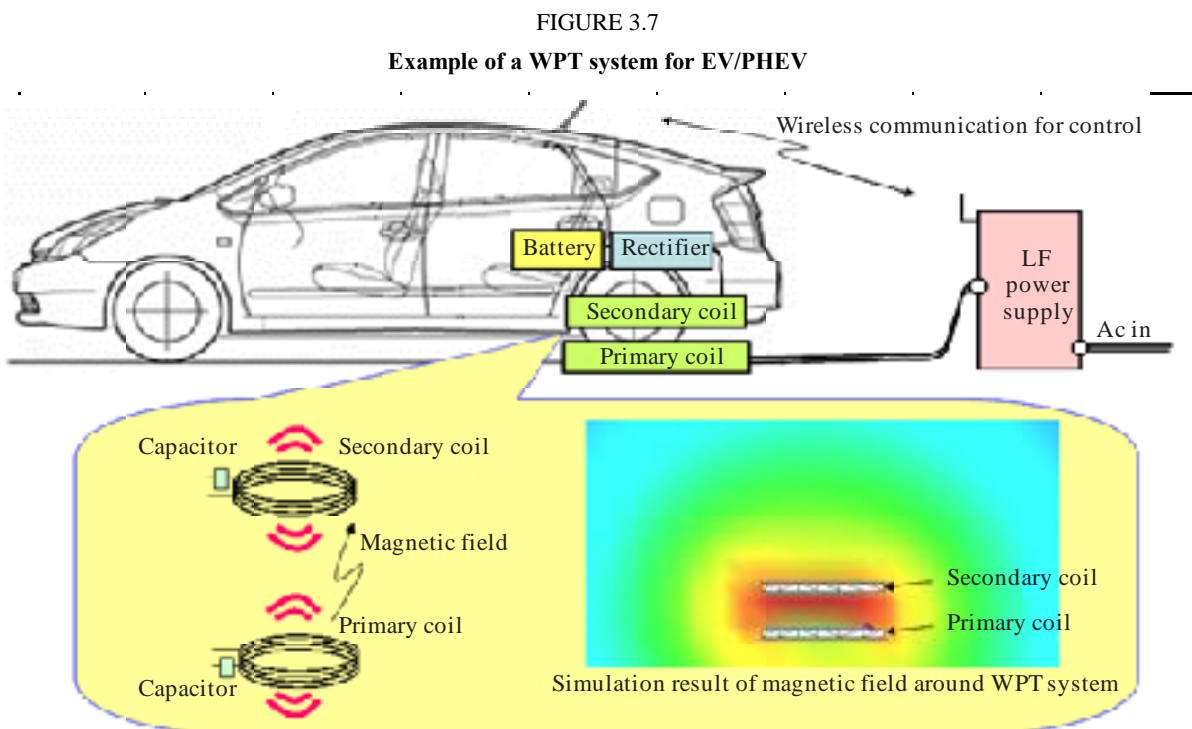 FIGURE 3.7
Example of a WPT system for EV/PHEV
Wireless communication for control
Battery
Rectifier
LF
power
supply
Secondary coil
Ac in
Primary coil
Capacitor
Secondary coil
Magnetic field
Secondary coil
Primary coil
Primary coil
Capacitor
Simulation result of magnetic field around WPT system